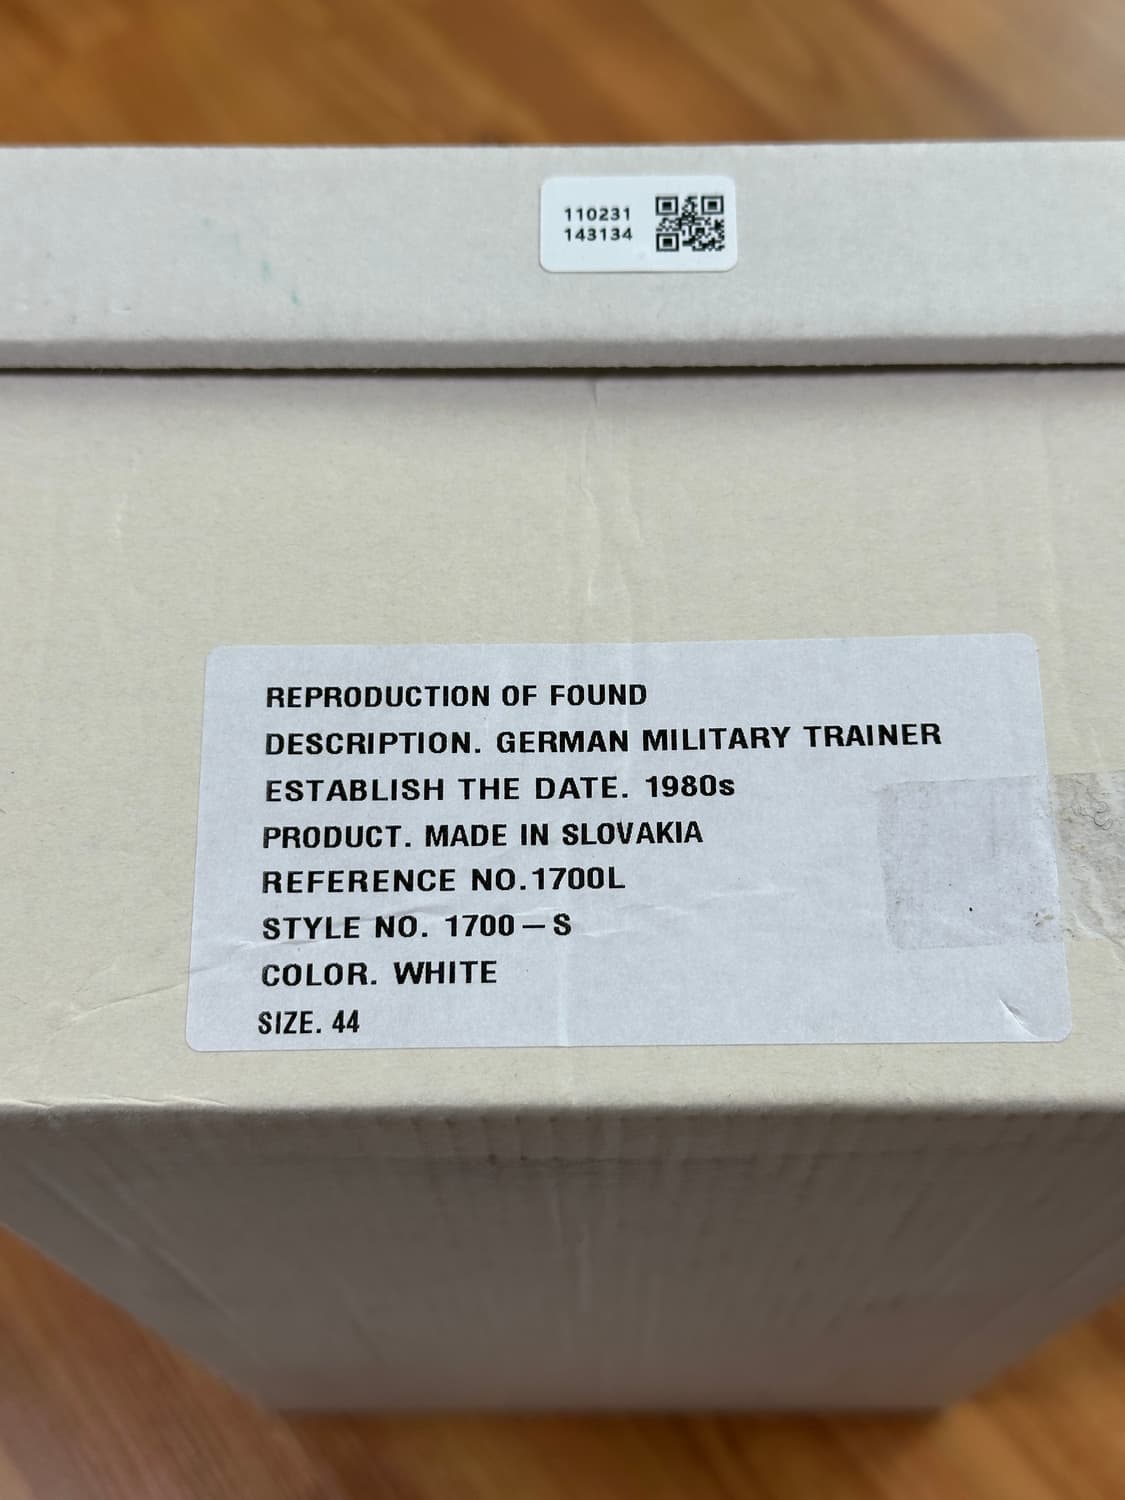 110231
143134
REPRODUCTION OF FOUND
DESCRIPTION. GERMAN MILITARY TRAINER
ESTABLISH THE DATE. 1980s
PRODUCT. MADE IN SLOVAKIA
REFERENCE NO.1700L
STYLE NO. 1700 – S
COLOR. WHITE
SIZE. 44